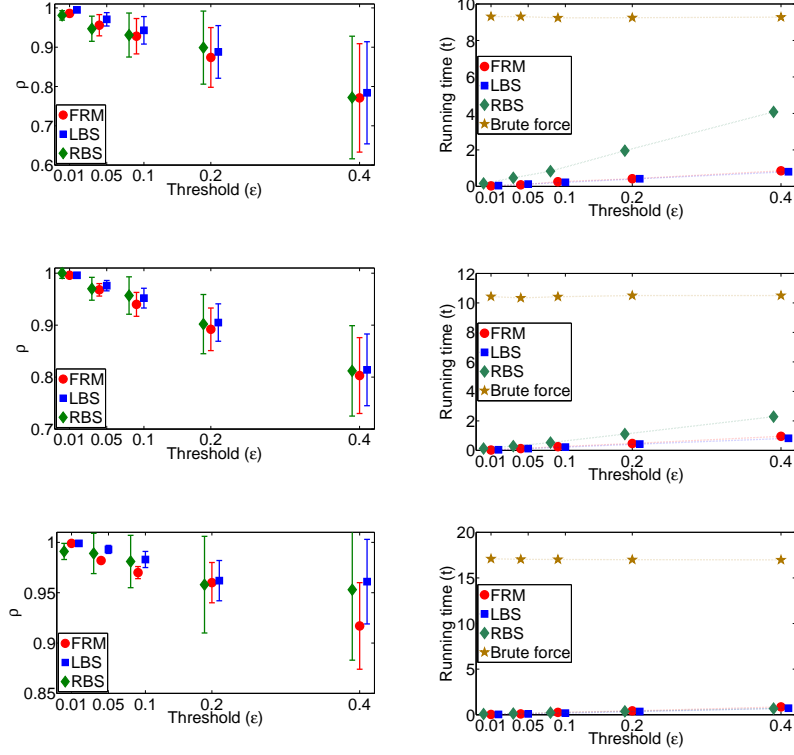 1
0.9
0.8
0.7
0.6
ρ
FRM
LBS
RBS
0.01 0.05 0.1 0.2 0.4
Threshold (ε)
10
8
6
4
2
0
Running time (t)
FRM
LBS
RBS
Brute force
0.01 0.05 0.1 0.2 0.4
Threshold (ε)
1
0.9
0.8
0.7
ρ
FRM
LBS
RBS
0.01 0.05 0.1 0.2 0.4
Threshold (ε)
12
10
8
6
4
2
0
Running time (t)
FRM
LBS
RBS
Brute force
0.01 0.05 0.1 0.2 0.4
Threshold (ε)
1
0.95
0.9
0.85
ρ
FRM
LBS
RBS
0.01 0.05 0.1 0.2 0.4
Threshold (ε)
20
15
10
5
0
Running time (t)
FRM
LBS
RBS
Brute force
0.01 0.05 0.1 0.2 0.4
Threshold (ε)